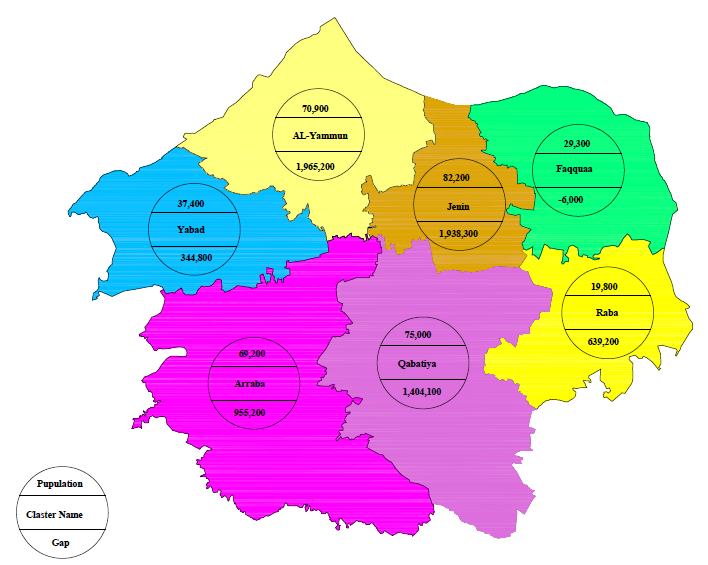 70,900
AL-Yammun
1,965,200
29,300
Faqquaa
-6,000
82,200
Jenin
1,938,300
37,400
Yabad
344,800
19,800
Raba
639,200
75,000
Qabatiya
1,404,100
69,200
Arraba
955,200
Pupulation
Claster Name
Gap